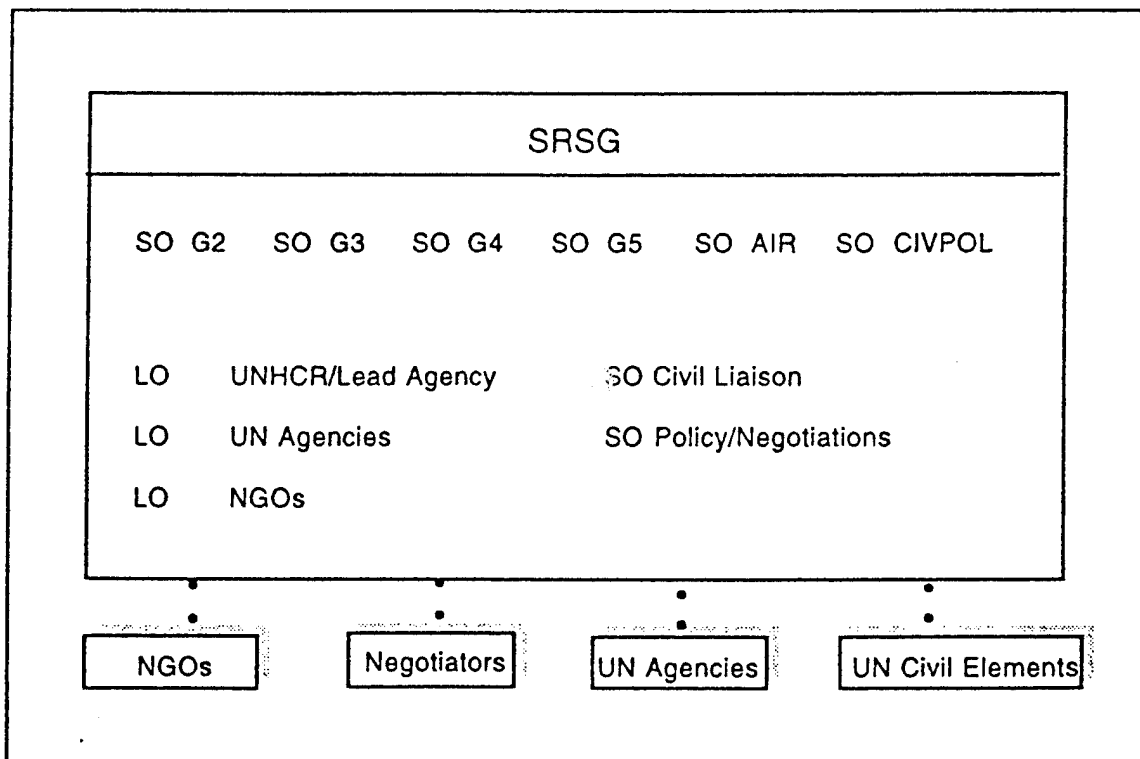 SRSG
SO G2 SO G3 SO G4 SO G5 SO AIR SO CIVPOL
LO UNHCR/Lead Agency SO Civil Liaison
LO UN Agencies SO Policy/Negotiations
LO NGOs
NGOs Negotiators UN Agencies UN Civil Elements